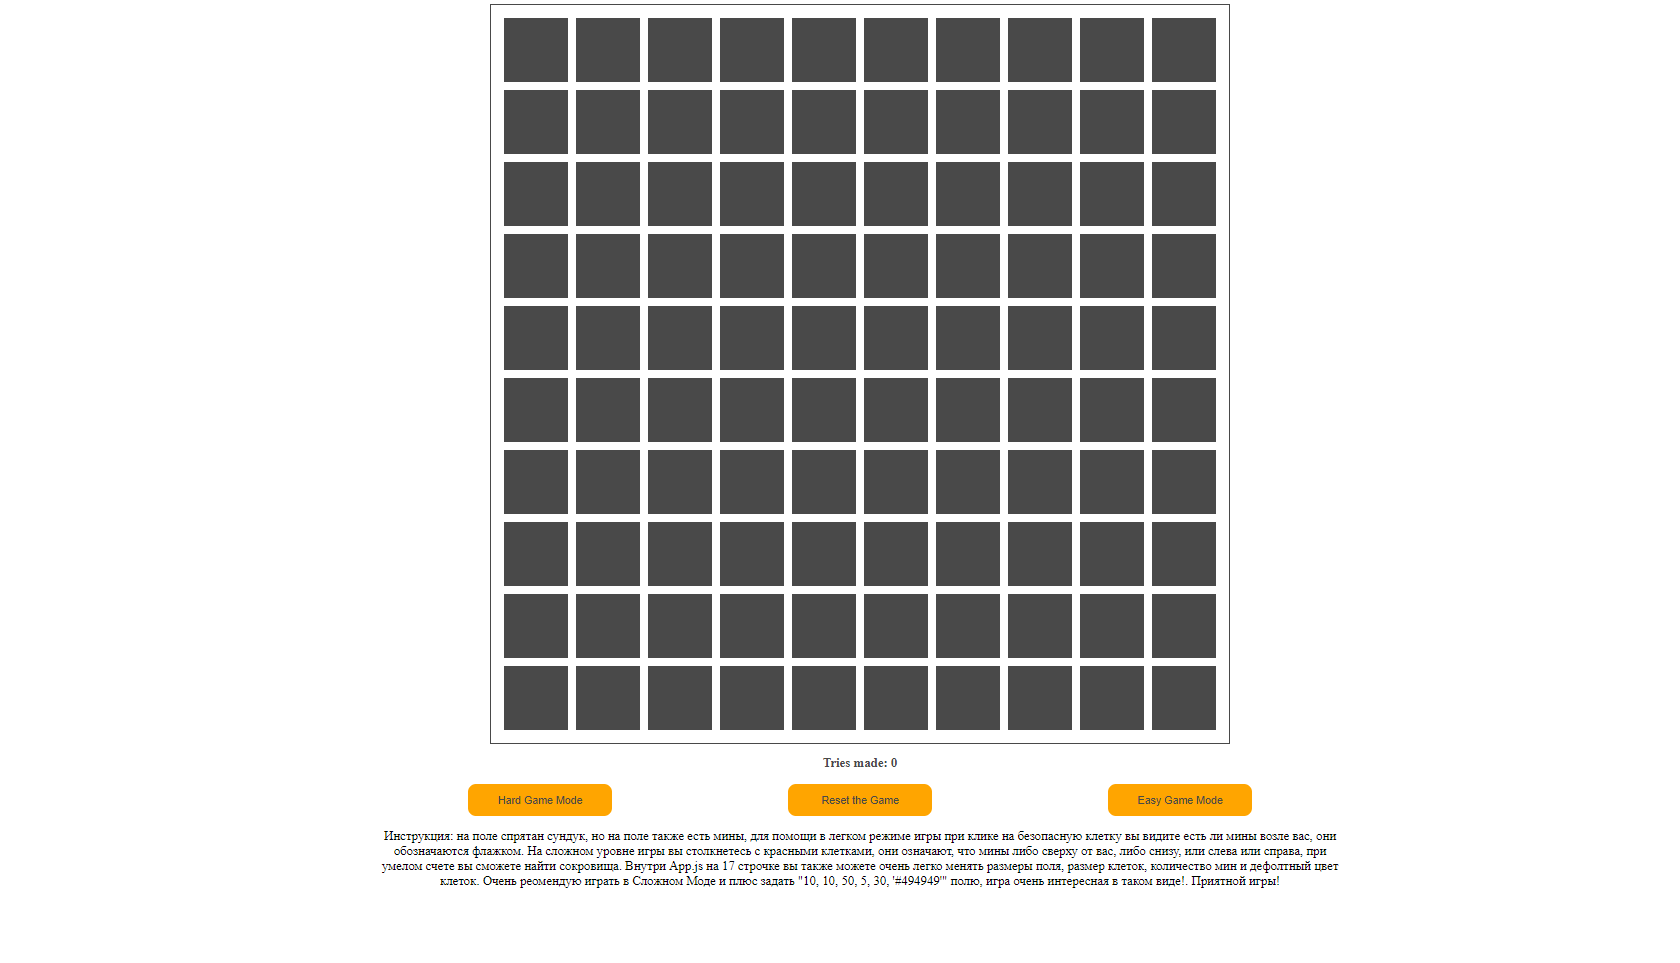 Tries made: 0
Hard Game Mode
Reset the Game
Easy Game Mode
Инструкция: на поле спрятан сундук, но на поле также есть мины, для помощи в легком режиме игры при клике на безопасную клетку вы видите есть ли мины возле вас, они
обозначаются флажком. На сложном уровне игры вы столкнетесь с красными клетками, они означают, что мины либо сверху от вас, либо снизу, или слева или справа, при
умелом счете вы сможете найти сокровища. Внутри App.js на 17 строчке вы также можете очень легко менять размеры поля, размер клеток, количество мин и дефолтный цвет
клеток. Очень реомендую играть в Сложном Моде и плюс задать "10, 10, 50, 5, 30, '#494949'" полю, игра очень интересная в таком виде!. Приятной игры!